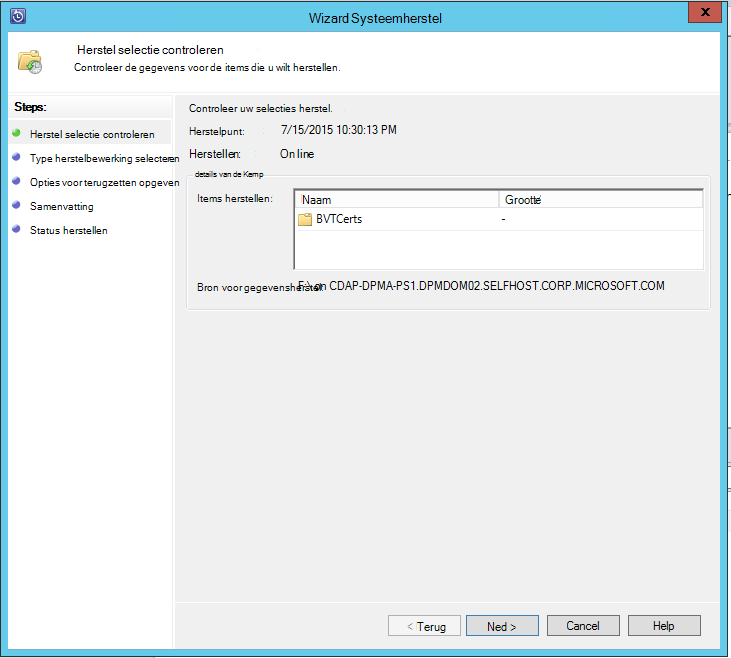 Wizard Systeemherstel
Herstel selectie controleren
Controleer de gegevens voor de items die u wilt herstellen.
Steps:
Herstel selectie controleren
Type herstelbewerking selecteren
Opties voor terugzetten opgeven
Samenvatting
Status herstellen
Controleer uw selecties herstel.
Herstelpunt: 7/15/2015 10:30:13 PM
Herstellen: Online
details van de Kemp
Items herstellen:
Naam Grootte
BVTCerts -
Bron voor gegevensherstel: F:\ on CDAP-DPMA-PS1.DPMDOM02.SELFHOST.CORP.MICROSOFT.COM
< Terug Ned > Cancel Help